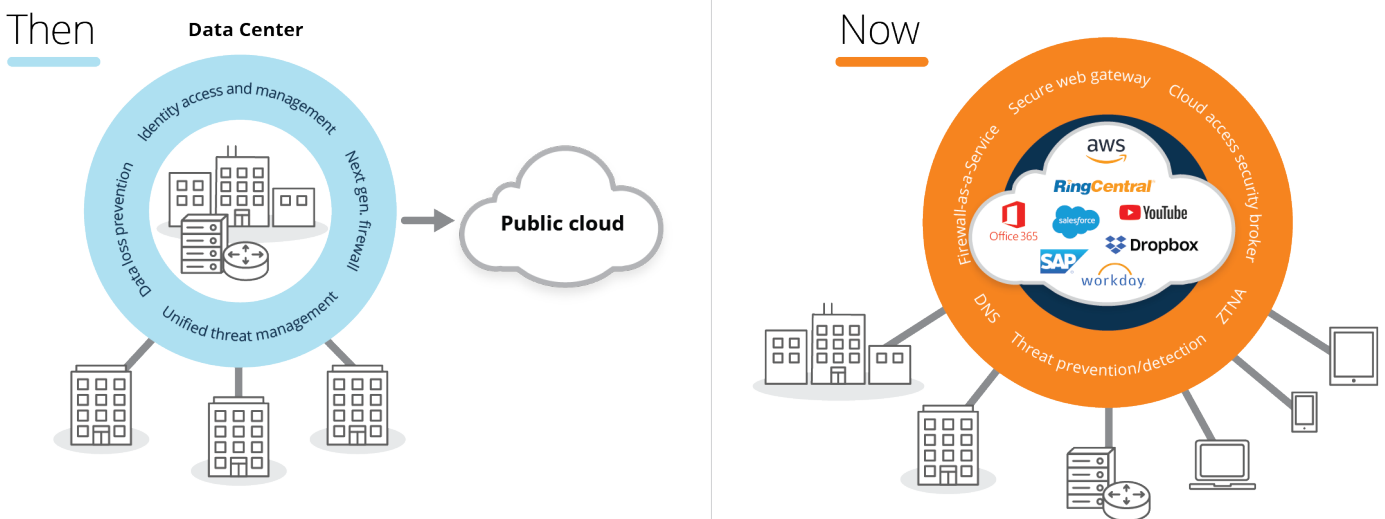 Then
Data Center
Identity access and management
Next gen. firewall
Data loss prevention
Unified threat management
Public cloud
Now
Secure web gateway
Cloud access security broker
Firewall-as-a-Service
DNS
Threat prevention/detection
ZTNA
aws
RingCentral
Office 365
salesforce
YouTube
Dropbox
SAP
workday